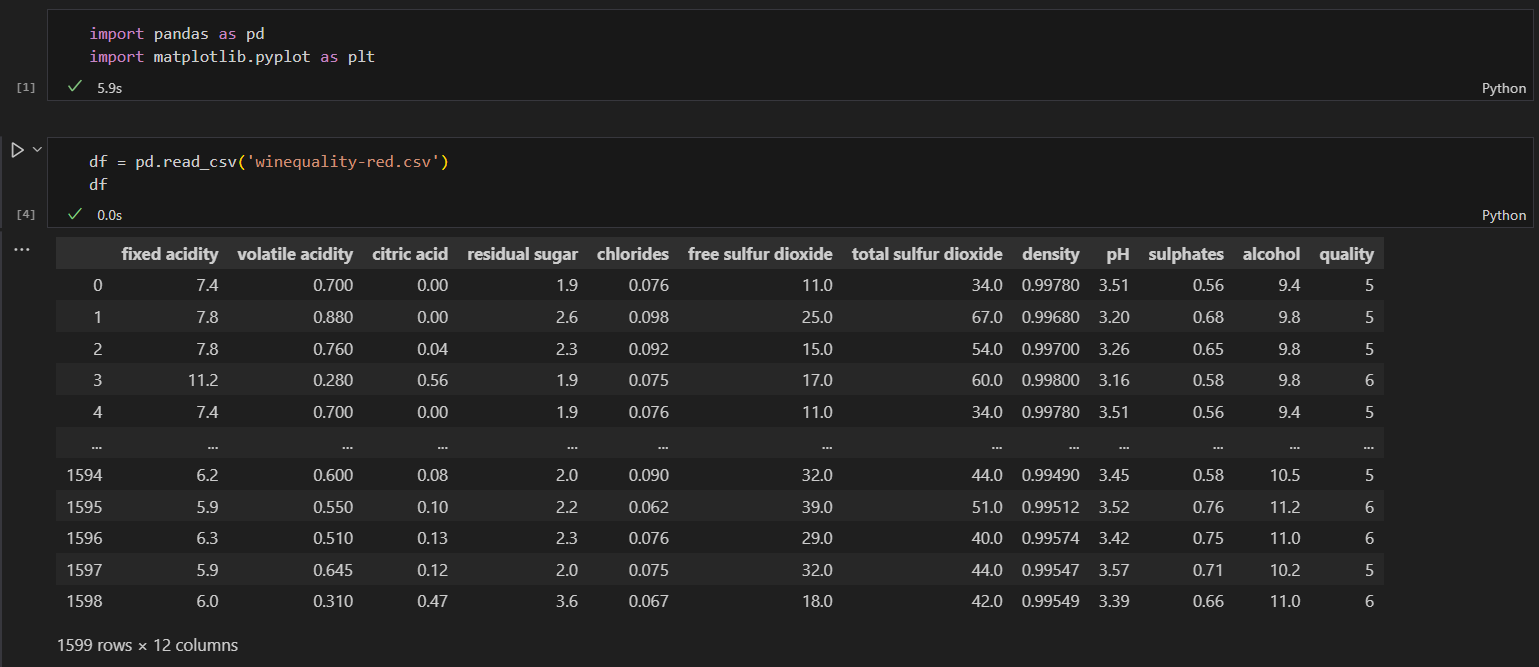 import pandas as pd
import matplotlib.pyplot as plt
[1] 5.9s Python
df = pd.read_csv('winequality-red.csv')
df
[4] 0.0s Python
... fixed acidity volatile acidity citric acid residual sugar chlorides free sulfur dioxide total sulfur dioxide density pH sulphates alcohol quality
0 7.4 0.700 0.00 1.9 0.076 11.0 34.0 0.99780 3.51 0.56 9.4 5
1 7.8 0.880 0.00 2.6 0.098 25.0 67.0 0.99680 3.20 0.68 9.8 5
2 7.8 0.760 0.04 2.3 0.092 15.0 54.0 0.99700 3.26 0.65 9.8 5
3 11.2 0.280 0.56 1.9 0.075 17.0 60.0 0.99800 3.16 0.58 9.8 6
4 7.4 0.700 0.00 1.9 0.076 11.0 34.0 0.99780 3.51 0.56 9.4 5
... ... ... ... ... ... ... ... ... ... ... ... ...
1594 6.2 0.600 0.08 2.0 0.090 32.0 44.0 0.99490 3.45 0.58 10.5 5
1595 5.9 0.550 0.10 2.2 0.062 39.0 51.0 0.99512 3.52 0.76 11.2 6
1596 6.3 0.510 0.13 2.3 0.076 29.0 40.0 0.99574 3.42 0.75 11.0 6
1597 5.9 0.645 0.12 2.0 0.075 32.0 44.0 0.99547 3.57 0.71 10.2 5
1598 6.0 0.310 0.47 3.6 0.067 18.0 42.0 0.99549 3.39 0.66 11.0 6
1599 rows × 12 columns